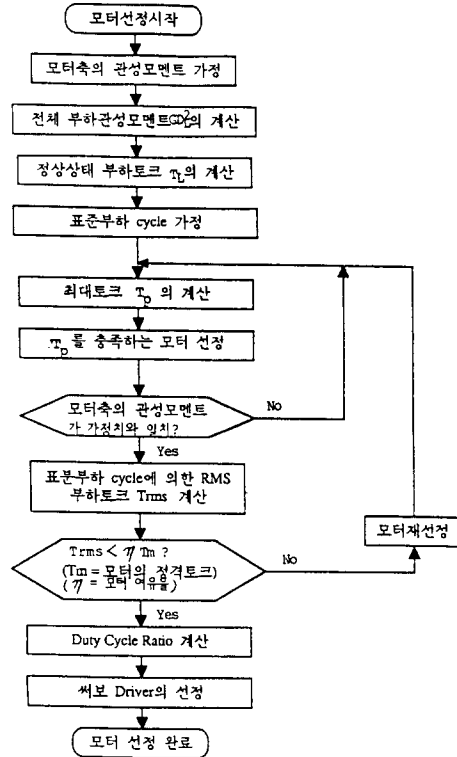 모터선정시작
모터축의 관성모멘트 가정
전체 부하관성모멘트GD²의 계산
정상상태 부하토크 T_L의 계산
표준부하 cycle 가정
최대토크 T_p 의 계산
T_p를 충족하는 모터 선정
모터축의 관성모멘트
가 가정치와 일치?
No
Yes
표분부하 cycle에 의한 RMS
부하토크 Trms 계산
모터재선정
Trms < η Tm ?
(Tm = 모터의 정격토크)
(η = 모터 여유율)
No
Yes
Duty Cycle Ratio 계산
써보 Driver의 선정
모터 선정 완료